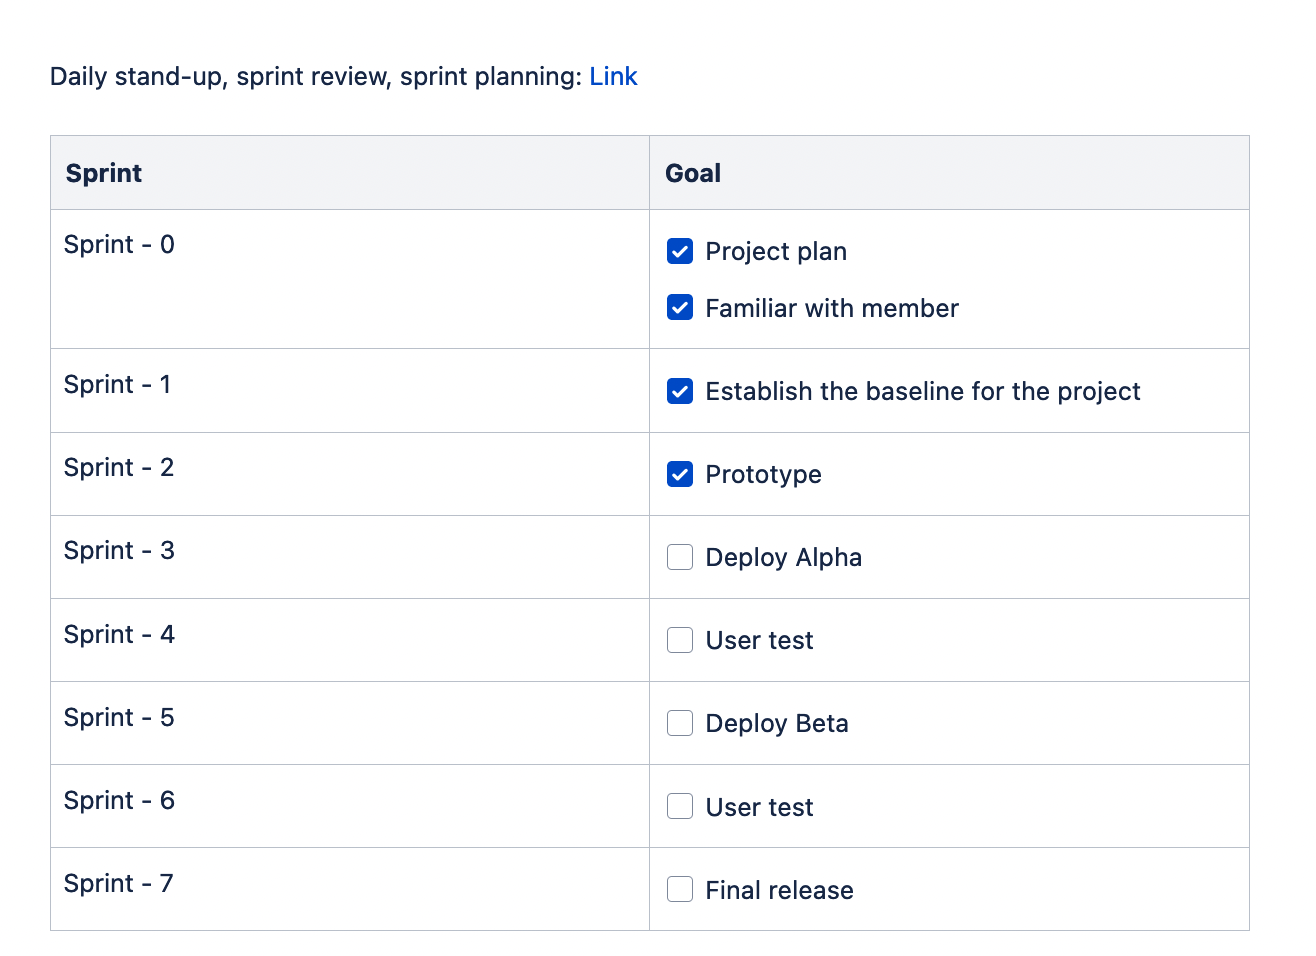 Daily stand-up, sprint review, sprint planning: Link
Sprint Goal
Sprint - 0
Project plan
Familiar with member
Sprint - 1
Establish the baseline for the project
Sprint - 2
Prototype
Sprint - 3
Deploy Alpha
Sprint - 4
User test
Sprint - 5
Deploy Beta
Sprint - 6
User test
Sprint - 7
Final release